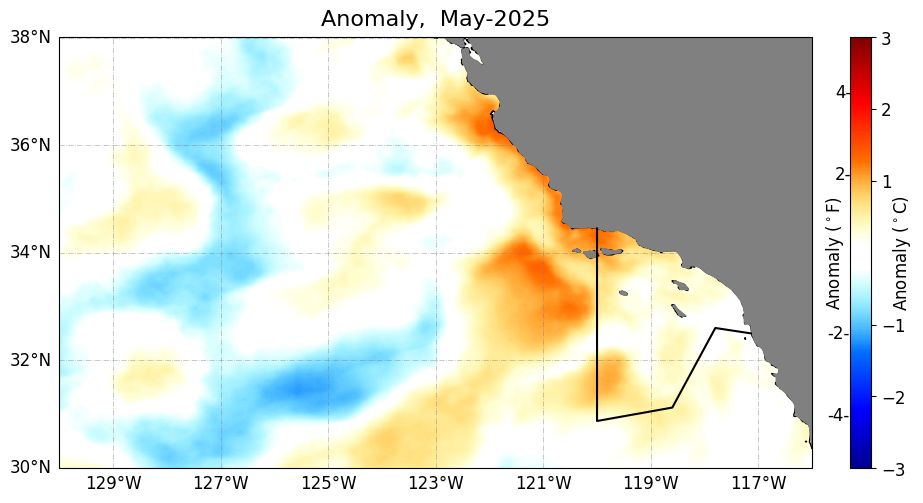 Anomaly,  May-2025
38°N
36°N
34°N
32°N
30°N
129°W
127°W
125°W
123°W
121°W
119°W
117°W
4-
2-
-2-
-4-
Anomaly (°F)
3
2
1
−1
−2
−3
Anomaly (°C)